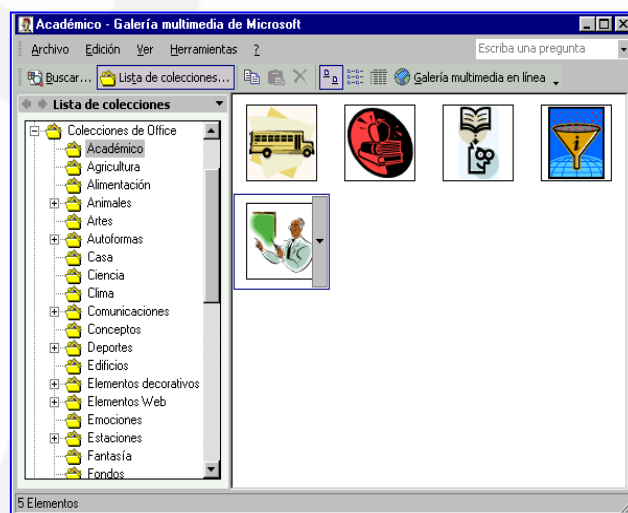 Académico - Galería multimedia de Microsoft
Archivo Edición Ver Herramientas ?
Escriba una pregunta
Buscar... Lista de colecciones... Galería multimedia en línea
Lista de colecciones
Colecciones de Office
Académico
Agricultura
Alimentación
Animales
Artes
Autoformas
Casa
Ciencia
Clima
Comunicaciones
Conceptos
Deportes
Edificios
Elementos decorativos
Elementos Web
Emociones
Estaciones
Fantasía
Fondos
i
5 Elementos